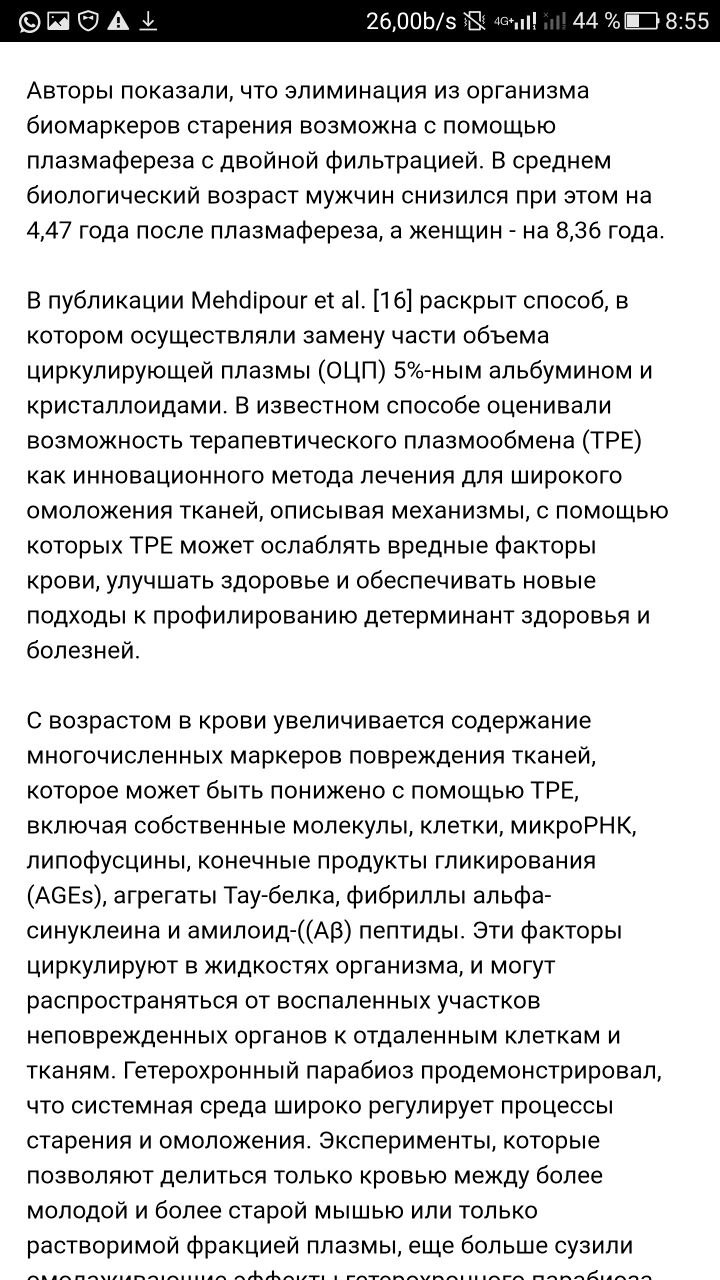 26,00b/s 4G+ 44 % 8:55
Авторы показали, что элиминация из организма
биомаркеров старения возможна с помощью
плазмафереза с двойной фильтрацией. В среднем
биологический возраст мужчин снизился при этом на
4,47 года после плазмафереза, а женщин - на 8,36 года.
В публикации Mehdipour et al. [16] раскрыт способ, в
котором осуществляли замену части объема
циркулирующей плазмы (ОЦП) 5%-ным альбумином и
кристаллоидами. В известном способе оценивали
возможность терапевтического плазмообмена (TPE)
как инновационного метода лечения для широкого
омоложения тканей, описывая механизмы, с помощью
которых TPE может ослаблять вредные факторы
крови, улучшать здоровье и обеспечивать новые
подходы к профилированию детерминант здоровья и
болезней.
С возрастом в крови увеличивается содержание
многочисленных маркеров повреждения тканей,
которое может быть понижено с помощью TPE,
включая собственные молекулы, клетки, микроРНК,
липофусцины, конечные продукты гликирования
(AGEs), агрегаты Тау-белка, фибриллы альфа-
синуклеина и амилоид-((Аβ) пептиды. Эти факторы
циркулируют в жидкостях организма, и могут
распространяться от воспаленных участков
неповрежденных органов к отдаленным клеткам и
тканям. Гетерохронный парабиоз продемонстрировал,
что системная среда широко регулирует процессы
старения и омоложения. Эксперименты, которые
позволяют делиться только кровью между более
молодой и более старой мышью или только
растворимой фракцией плазмы, еще больше сузили
омолаживающие эффекты гетерохронного парабиоза